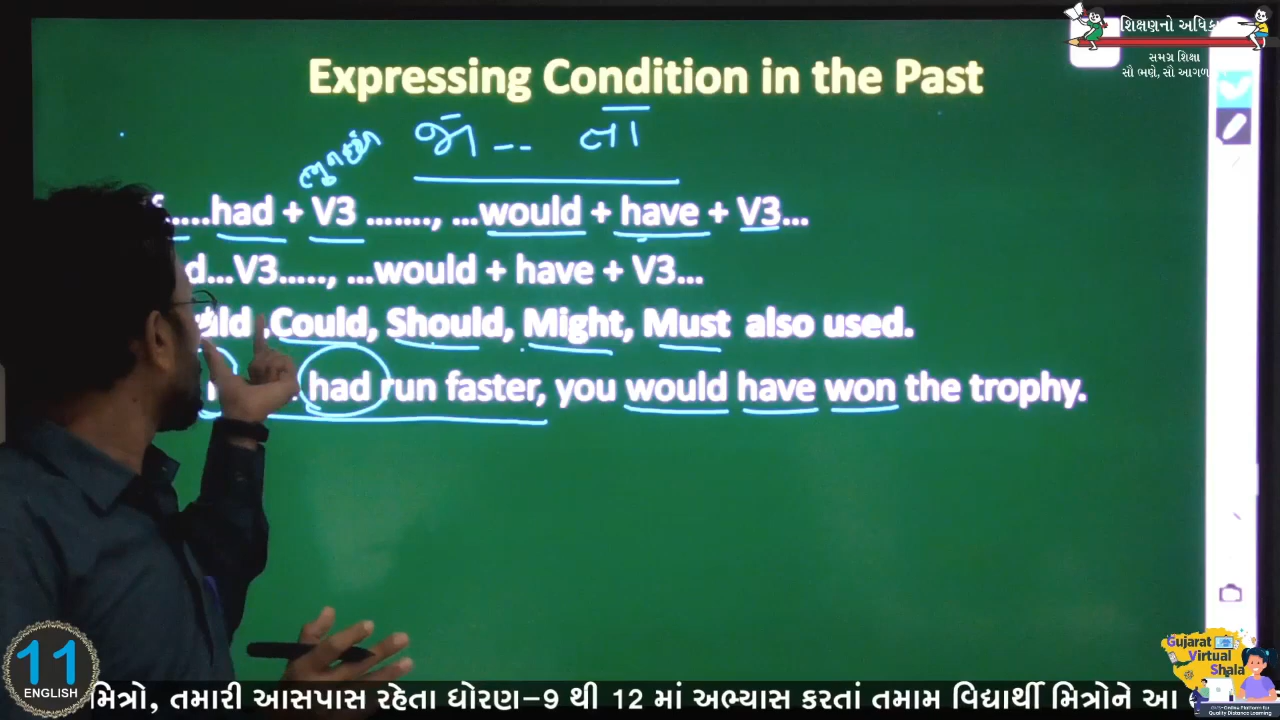 શિક્ષણનો અધિકા
સમગ્ર શિક્ષા
સૌ ભણે, સૌ આગળ
Expressing Condition in the Past
જો -- તો
.....had + V3 ......., ...would + have + V3...
d...V3....., ...would + have + V3...
uld ,Could, Should, Might, Must also used.
had run faster, you would have won the trophy.
11
ENGLISH
Gujarat
Virtual
Shala
મિત્રો, તમારી આસપાસ રહેતા ધોરણ-9 થી 12 માં અભ્યાસ કરતાં તમામ વિદ્યાર્થી મિત્રોને આ